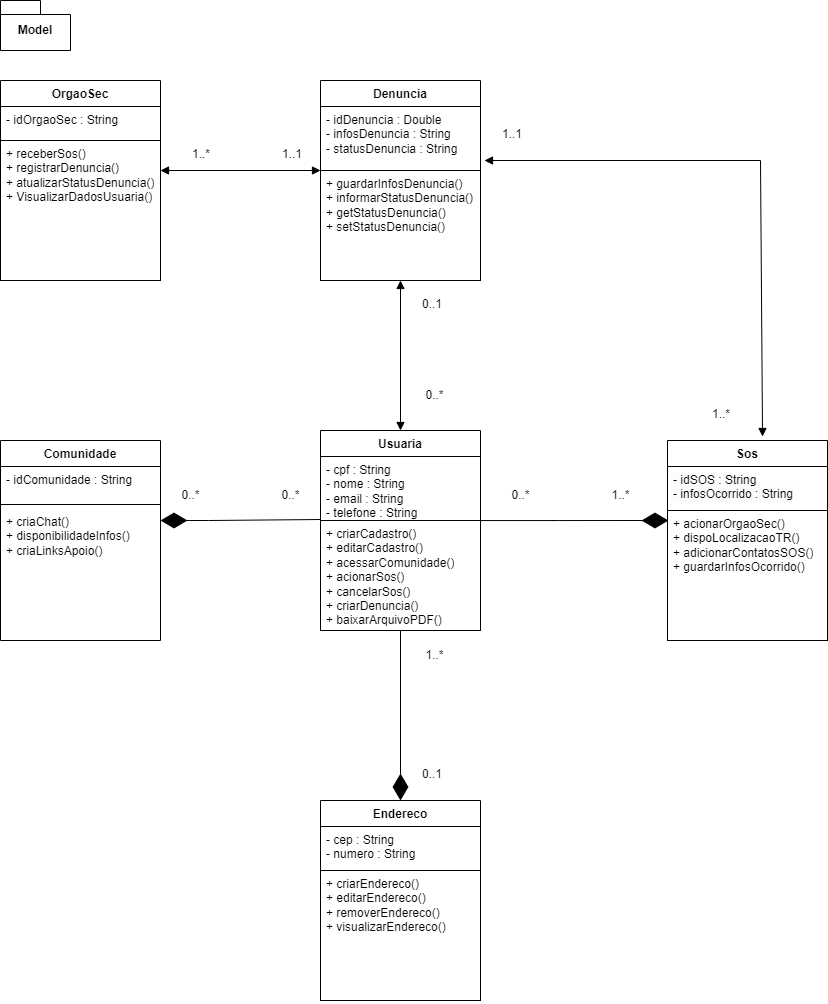 Model
OrgaoSec
- idOrgaoSec : String
+ receberSos()
+ registrarDenuncia()
+ atualizarStatusDenuncia()
+ VisualizarDadosUsuaria()
1..*
1..1
Denuncia
- idDenuncia : Double
- infosDenuncia : String
- statusDenuncia : String
+ guardarInfosDenuncia()
+ informarStatusDenuncia()
+ getStatusDenuncia()
+ setStatusDenuncia()
1..1
0..1
0..*
1..*
Comunidade
- idComunidade : String
+ criaChat()
+ disponibilidadeInfos()
+ criaLinksApoio()
0..*
0..*
Usuaria
- cpf : String
- nome : String
- email : String
- telefone : String
+ criarCadastro()
+ editarCadastro()
+ acessarComunidade()
+ acionarSos()
+ cancelarSos()
+ criarDenuncia()
+ baixarArquivoPDF()
0..*
1..*
Sos
- idSOS : String
- infosOcorrido : String
+ acionarOrgaoSec()
+ dispoLocalizacaoTR()
+ adicionarContatosSOS()
+ guardarInfosOcorrido()
1..*
0..1
Endereco
- cep : String
- numero : String
+ criarEndereco()
+ editarEndereco()
+ removerEndereco()
+ visualizarEndereco()